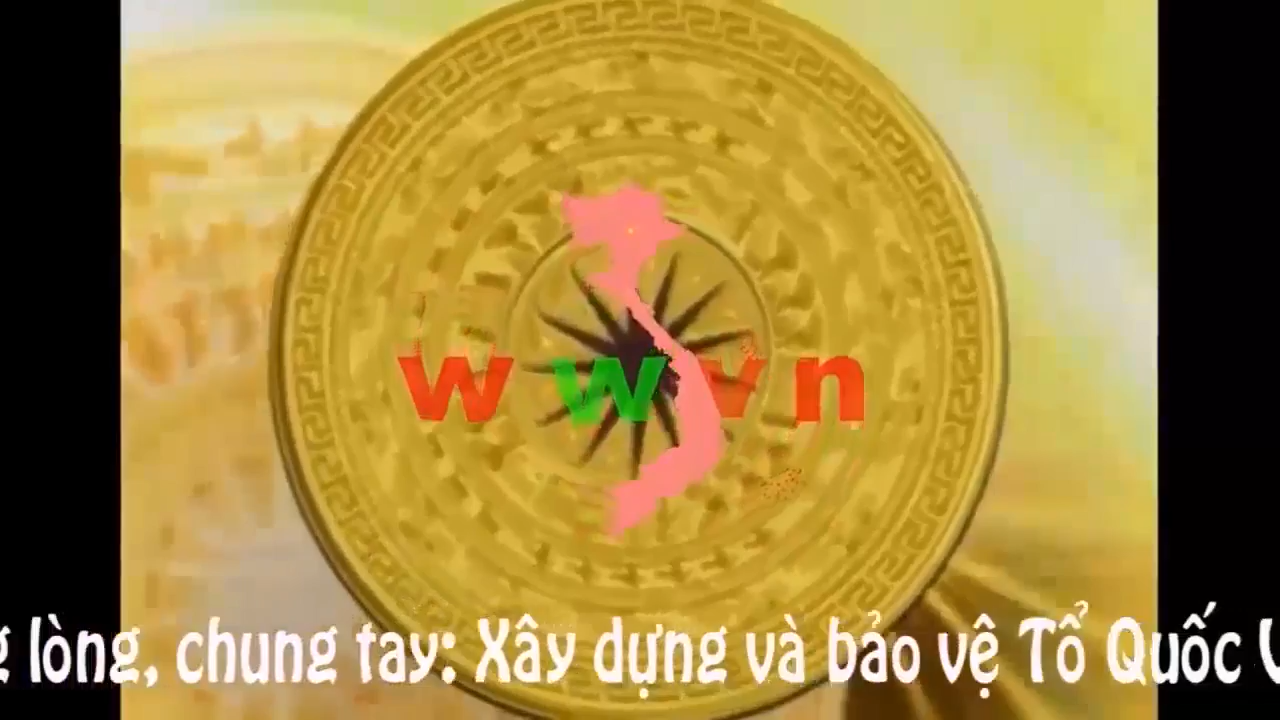 w w v n
lòng, chung tay: Xây dựng và bảo vệ Tổ Quốc